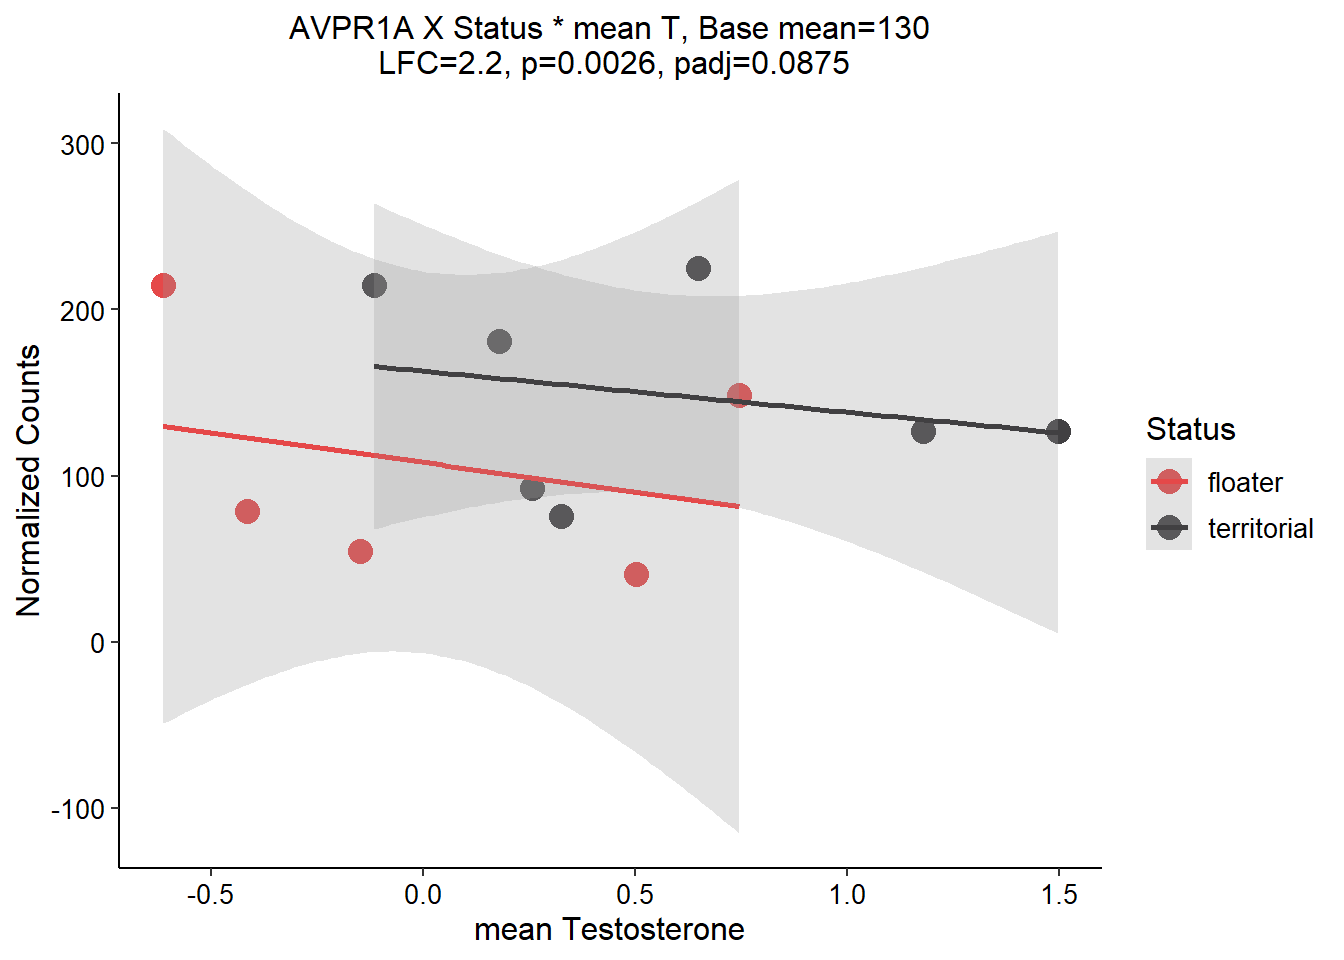 AVPR1A X Status * mean T, Base mean=130
LFC=2.2, p=0.0026, padj=0.0875
Normalized Counts
300
200
100
0
-100
-0.5
0.0
0.5
1.0
1.5
mean Testosterone
Status
floater
territorial